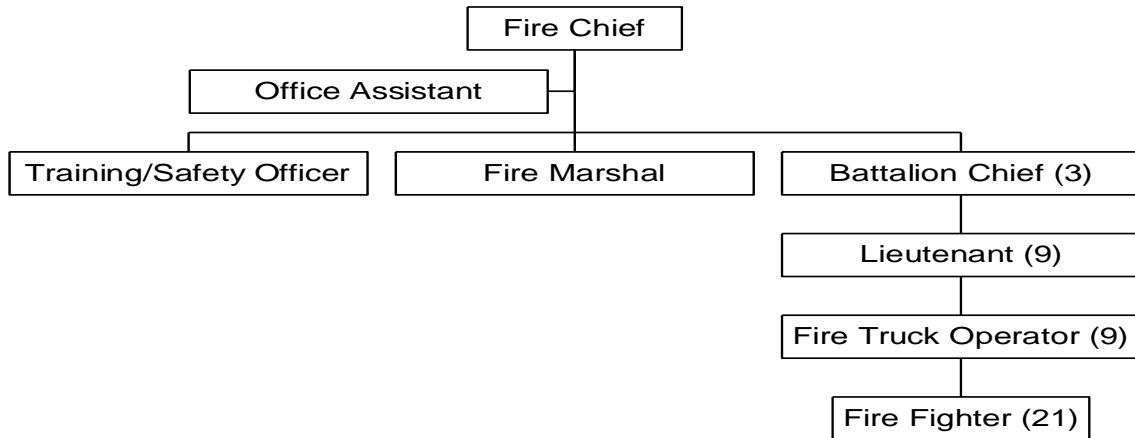 Fire Chief
Office Assistant
Training/Safety Officer
Fire Marshal
Battalion Chief (3)
Lieutenant (9)
Fire Truck Operator (9)
Fire Fighter (21)